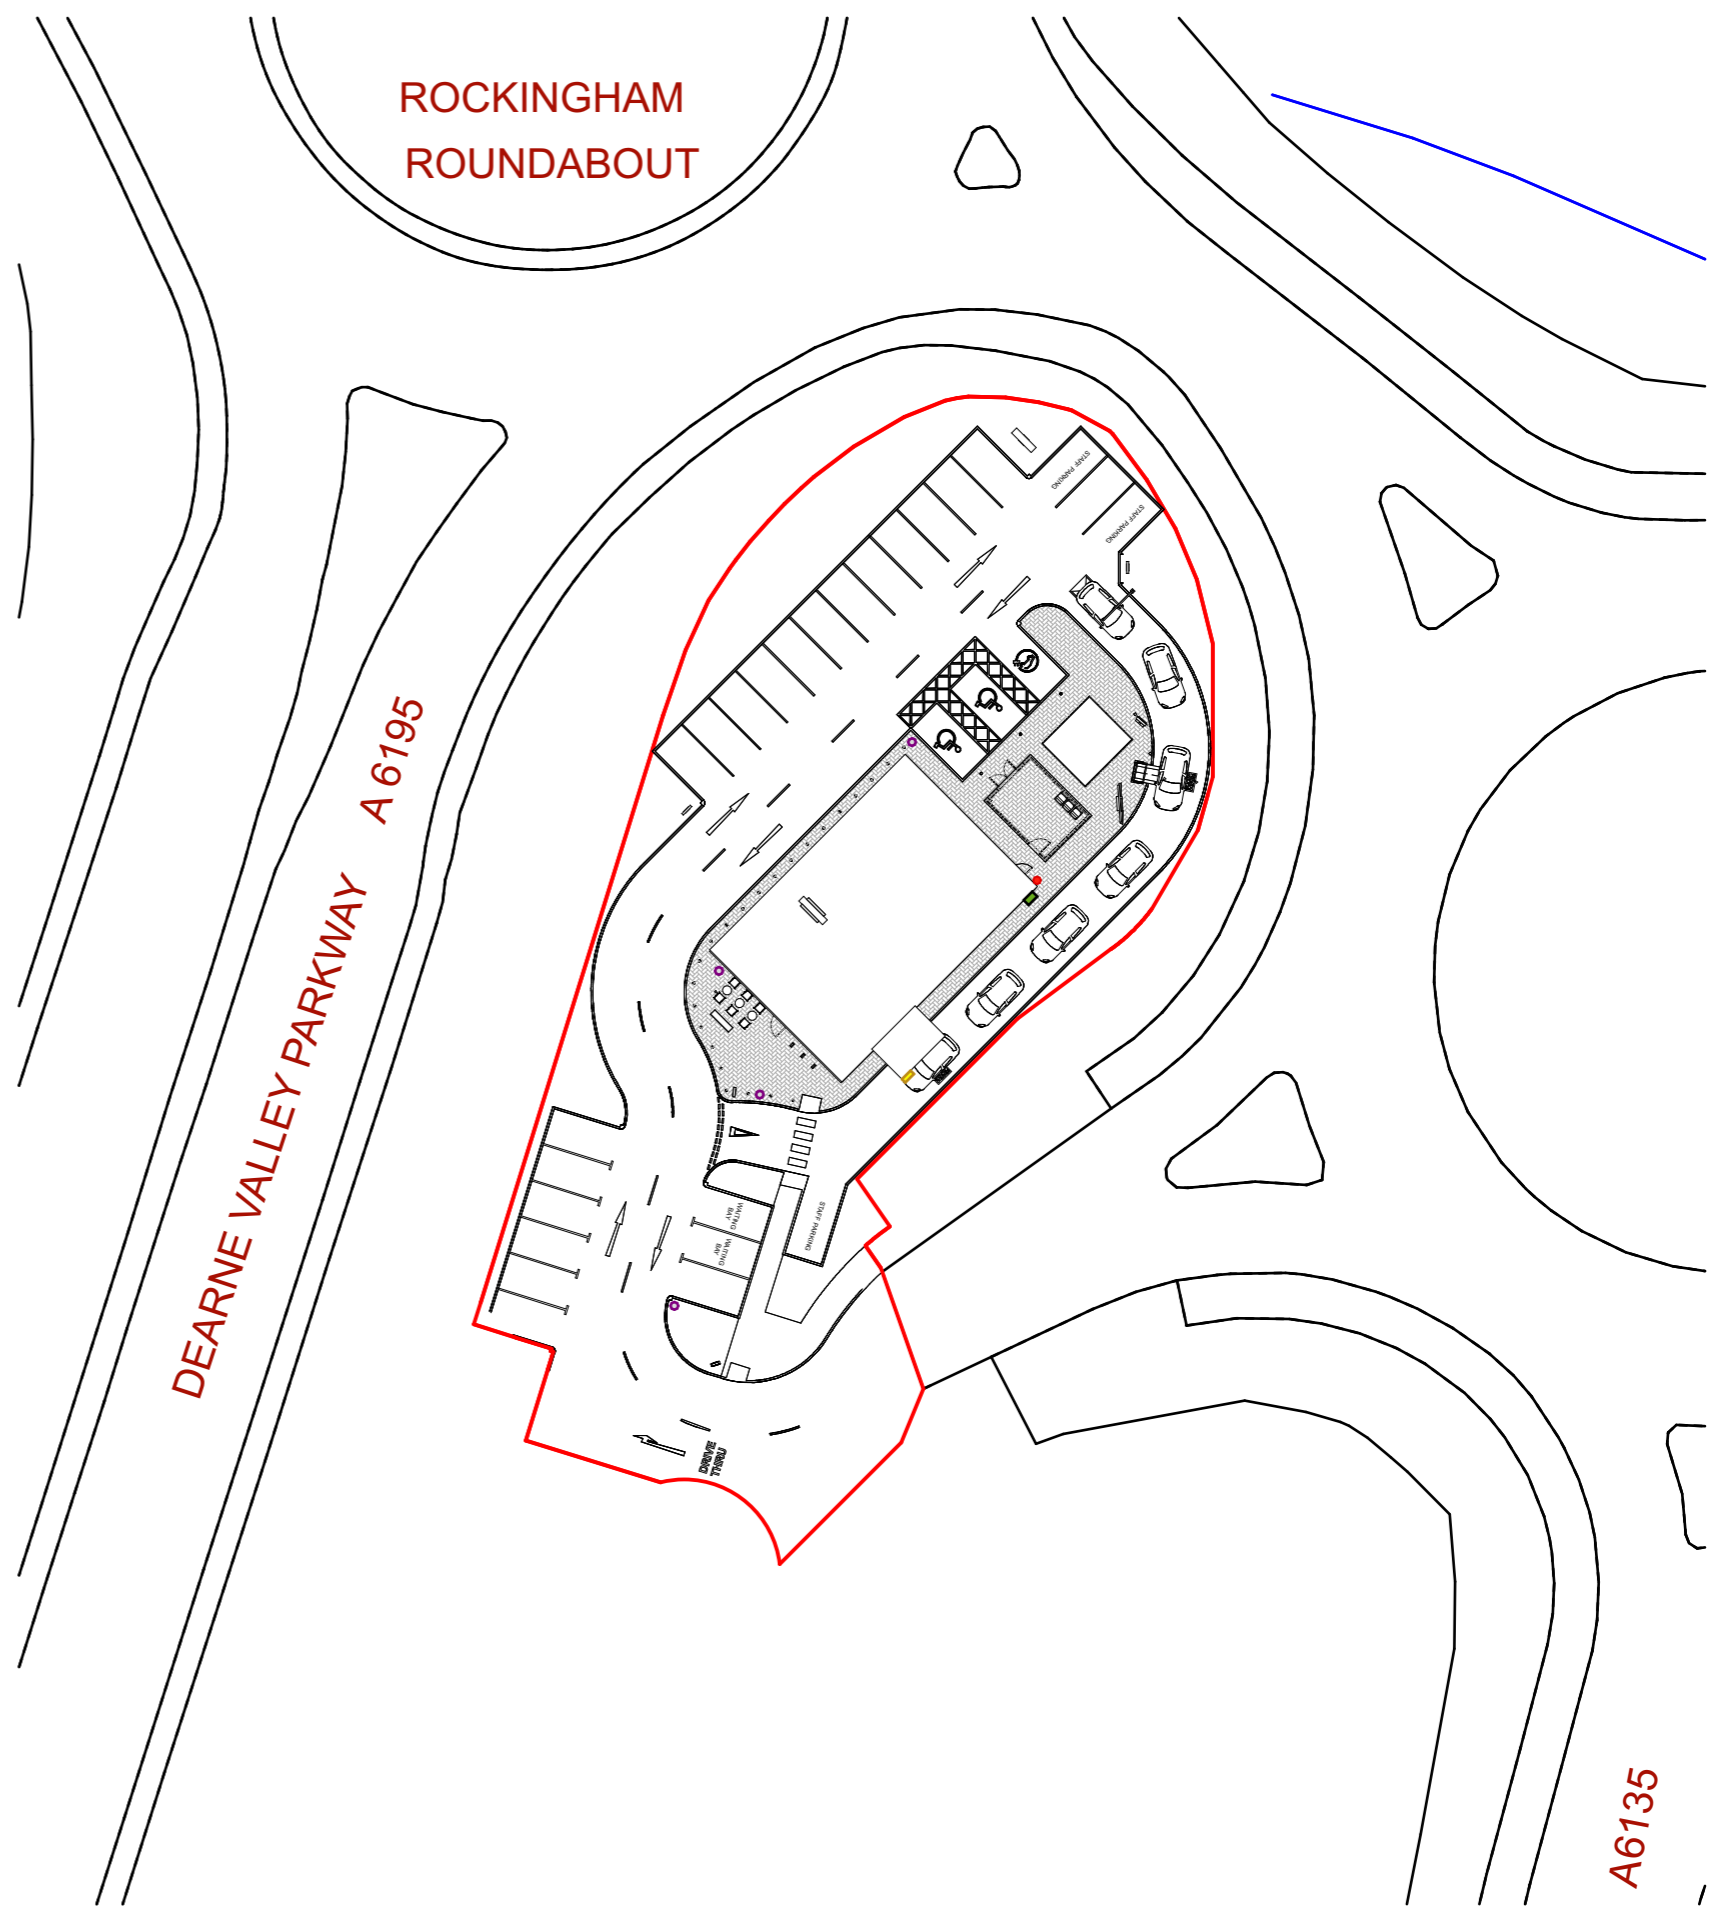 ROCKINGHAM
ROUNDABOUT
STAFF PARKING
STAFF PARKING
A 6195
DEARNE VALLEY PARKWAY
WAITING
BAY
WAITING
BAY
STAFF PARKING
DRIVE
THRU
A6135